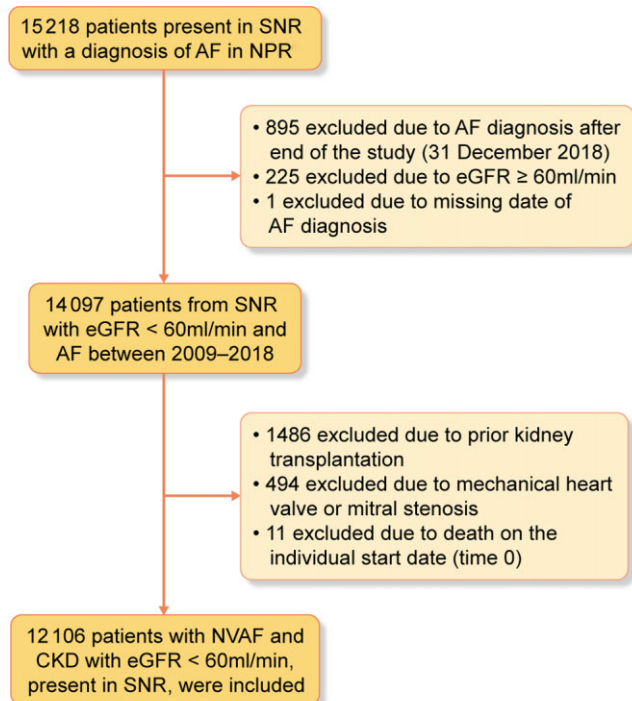 15 218 patients present in SNR
with a diagnosis of AF in NPR
• 895 excluded due to AF diagnosis after
end of the study (31 December 2018)
• 225 excluded due to eGFR ≥ 60ml/min
• 1 excluded due to missing date of
AF diagnosis
14 097 patients from SNR
with eGFR < 60ml/min and
AF between 2009–2018
• 1486 excluded due to prior kidney
transplantation
• 494 excluded due to mechanical heart
valve or mitral stenosis
• 11 excluded due to death on the
individual start date (time 0)
12 106 patients with NVAF and
CKD with eGFR < 60ml/min,
present in SNR, were included